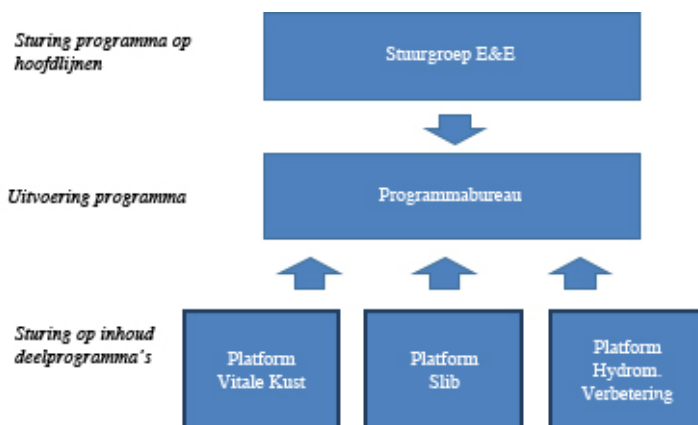 Sturing programma op
hoofdlijnen
Stuurgroep E&E
Uitvoering programma
Programmabureau
Sturing op inhoud
deelprogramma's
Platform
Vitale Kust
Platform
Slib
Platform
Hydrom.
Verbetering